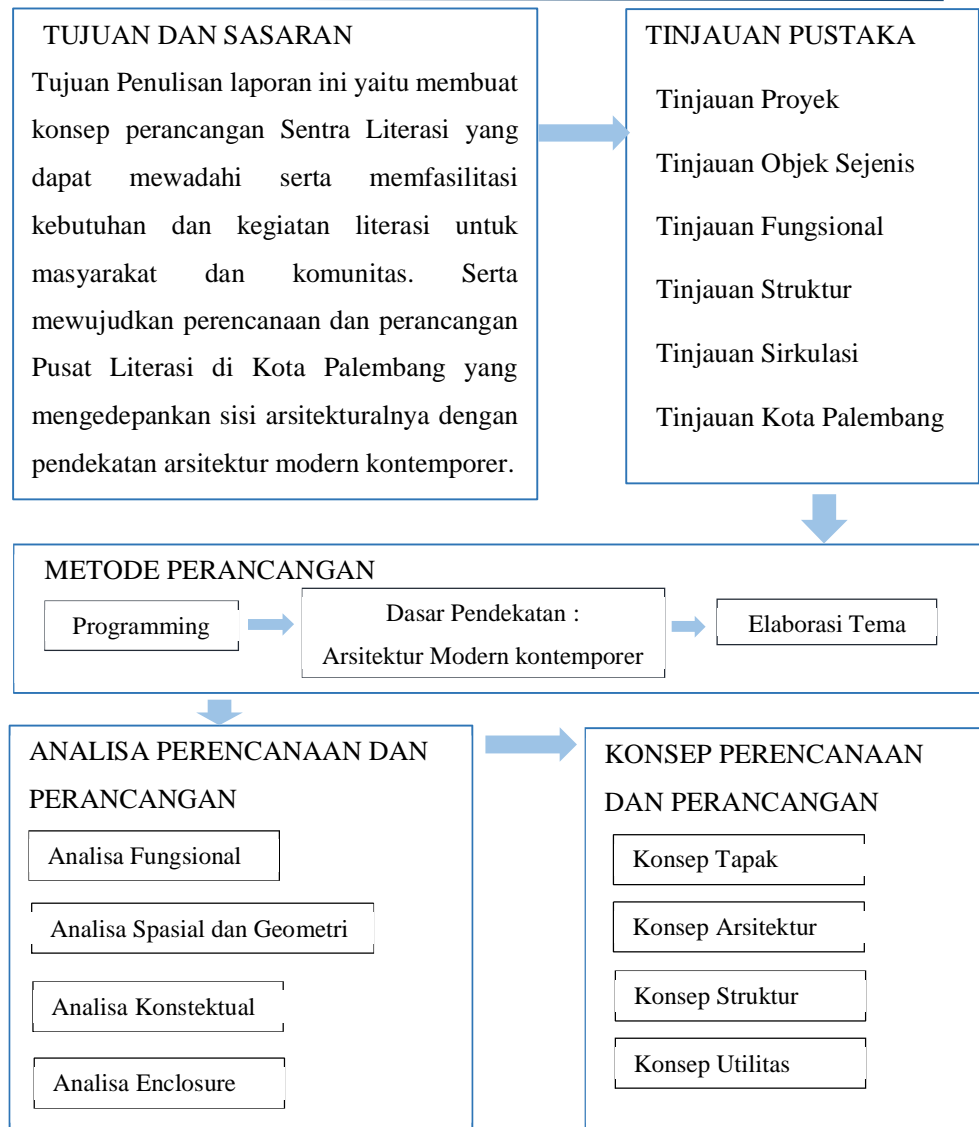 TUJUAN DAN SASARAN
Tujuan Penulisan laporan ini yaitu membuat
konsep perancangan Sentra Literasi yang
dapat mewadahi serta memfasilitasi
kebutuhan dan kegiatan literasi untuk
masyarakat dan komunitas. Serta
mewujudkan perencanaan dan perancangan
Pusat Literasi di Kota Palembang yang
mengedepankan sisi arsitekturalnya dengan
pendekatan arsitektur modern kontemporer.
TINJAUAN PUSTAKA
Tinjauan Proyek
Tinjauan Objek Sejenis
Tinjauan Fungsional
Tinjauan Struktur
Tinjauan Sirkulasi
Tinjauan Kota Palembang
METODE PERANCANGAN
Programming
Dasar Pendekatan :
Arsitektur Modern kontemporer
Elaborasi Tema
ANALISA PERENCANAAN DAN
PERANCANGAN
Analisa Fungsional
Analisa Spasial dan Geometri
Analisa Konstektual
Analisa Enclosure
KONSEP PERENCANAAN
DAN PERANCANGAN
Konsep Tapak
Konsep Arsitektur
Konsep Struktur
Konsep Utilitas